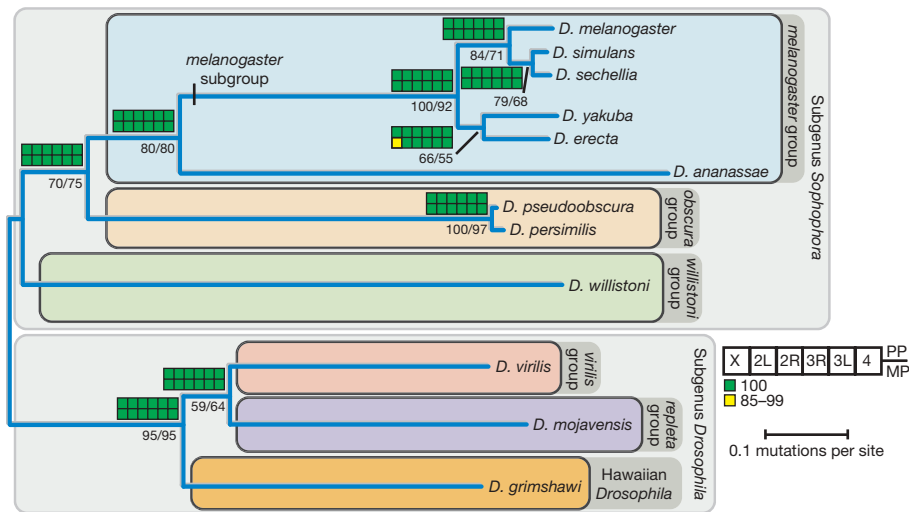 D. melanogaster
84/71
D. simulans
D. sechellia
79/68
melanogaster
subgroup
100/92
D. yakuba
D. erecta
66/55
80/80
D. ananassae
70/75
melanogaster group
Subgenus Sophophora
D. pseudoobscura
100/97
D. persimilis
obscura
group
D. willistoni
willistoni
group
D. virilis
virilis
group
59/64
D. mojavensis
repleta
group
95/95
D. grimshawi
Hawaiian
Drosophila
Subgenus Drosophila
X 2L 2R 3R 3L 4 PP
MP
100
85–99
0.1 mutations per site